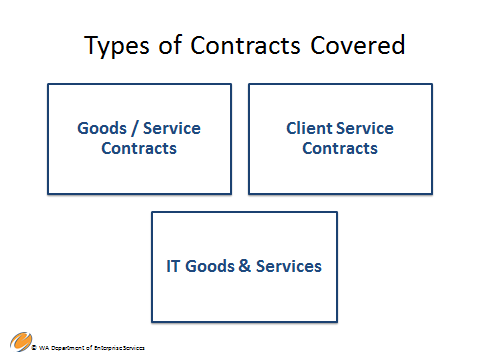 Types of Contracts Covered
Goods / Service
Contracts
Client Service
Contracts
IT Goods & Services
© WA Department of Enterprise Services